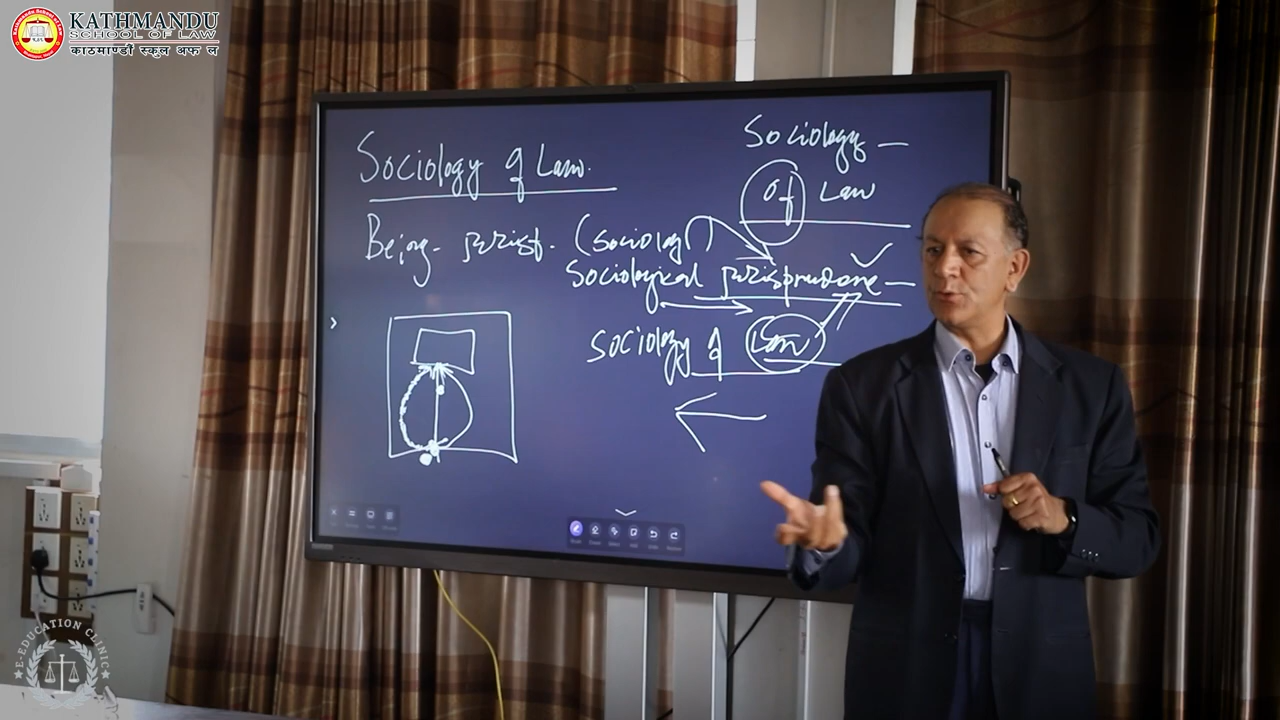 KATHMANDU
SCHOOL OF LAW
काठमाण्डौ स्कुल अफ ल
Sociology of Law.
Being - jurist. (Sociology)
Sociology —
of Law
Sociological jurisprudence —
Sociology of Law
E-EDUCATION CLINIC